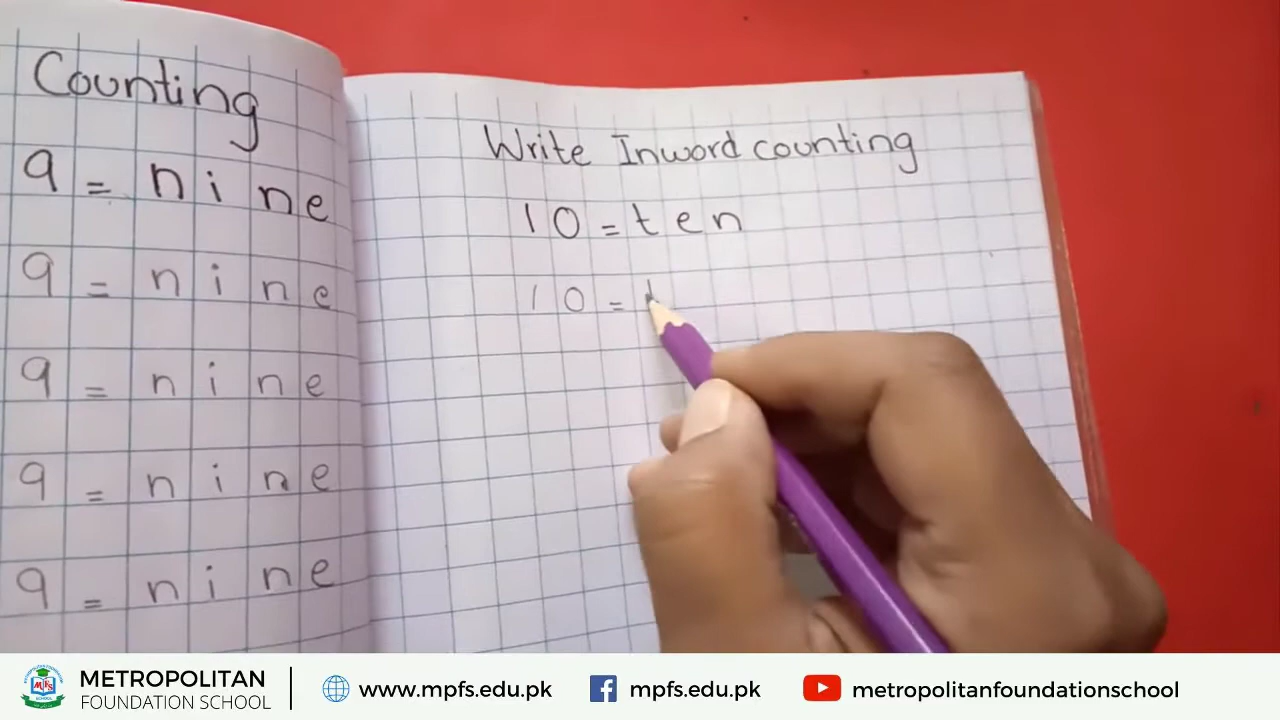 Counting
9 = nine
9 = nine
9 = nine
9 = nine
9 = nine
Write Inword counting
10 = ten
10 = t
METROPOLITAN
FOUNDATION SCHOOL
www.mpfs.edu.pk
mpfs.edu.pk
metropolitanfoundationschool